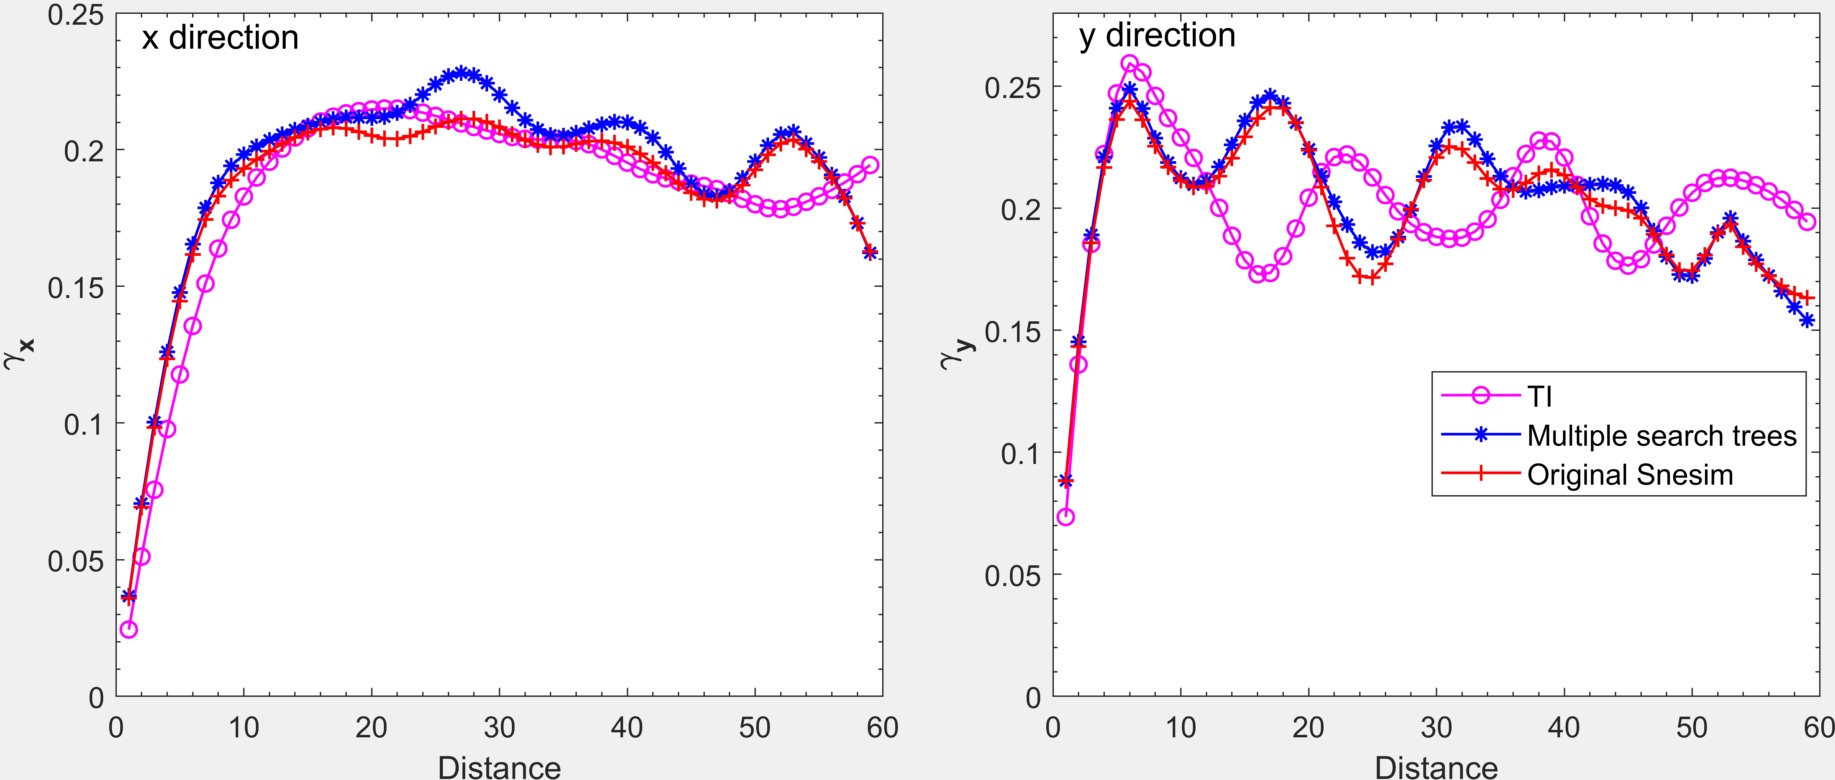 x direction
0.25
0.2
0.15
0.1
0.05
0
γx
0 10 20 30 40 50 60
Distance
y direction
0.25
0.2
0.15
0.1
0.05
0
γy
TI
Multiple search trees
Original Snesim
0 10 20 30 40 50 60
Distance